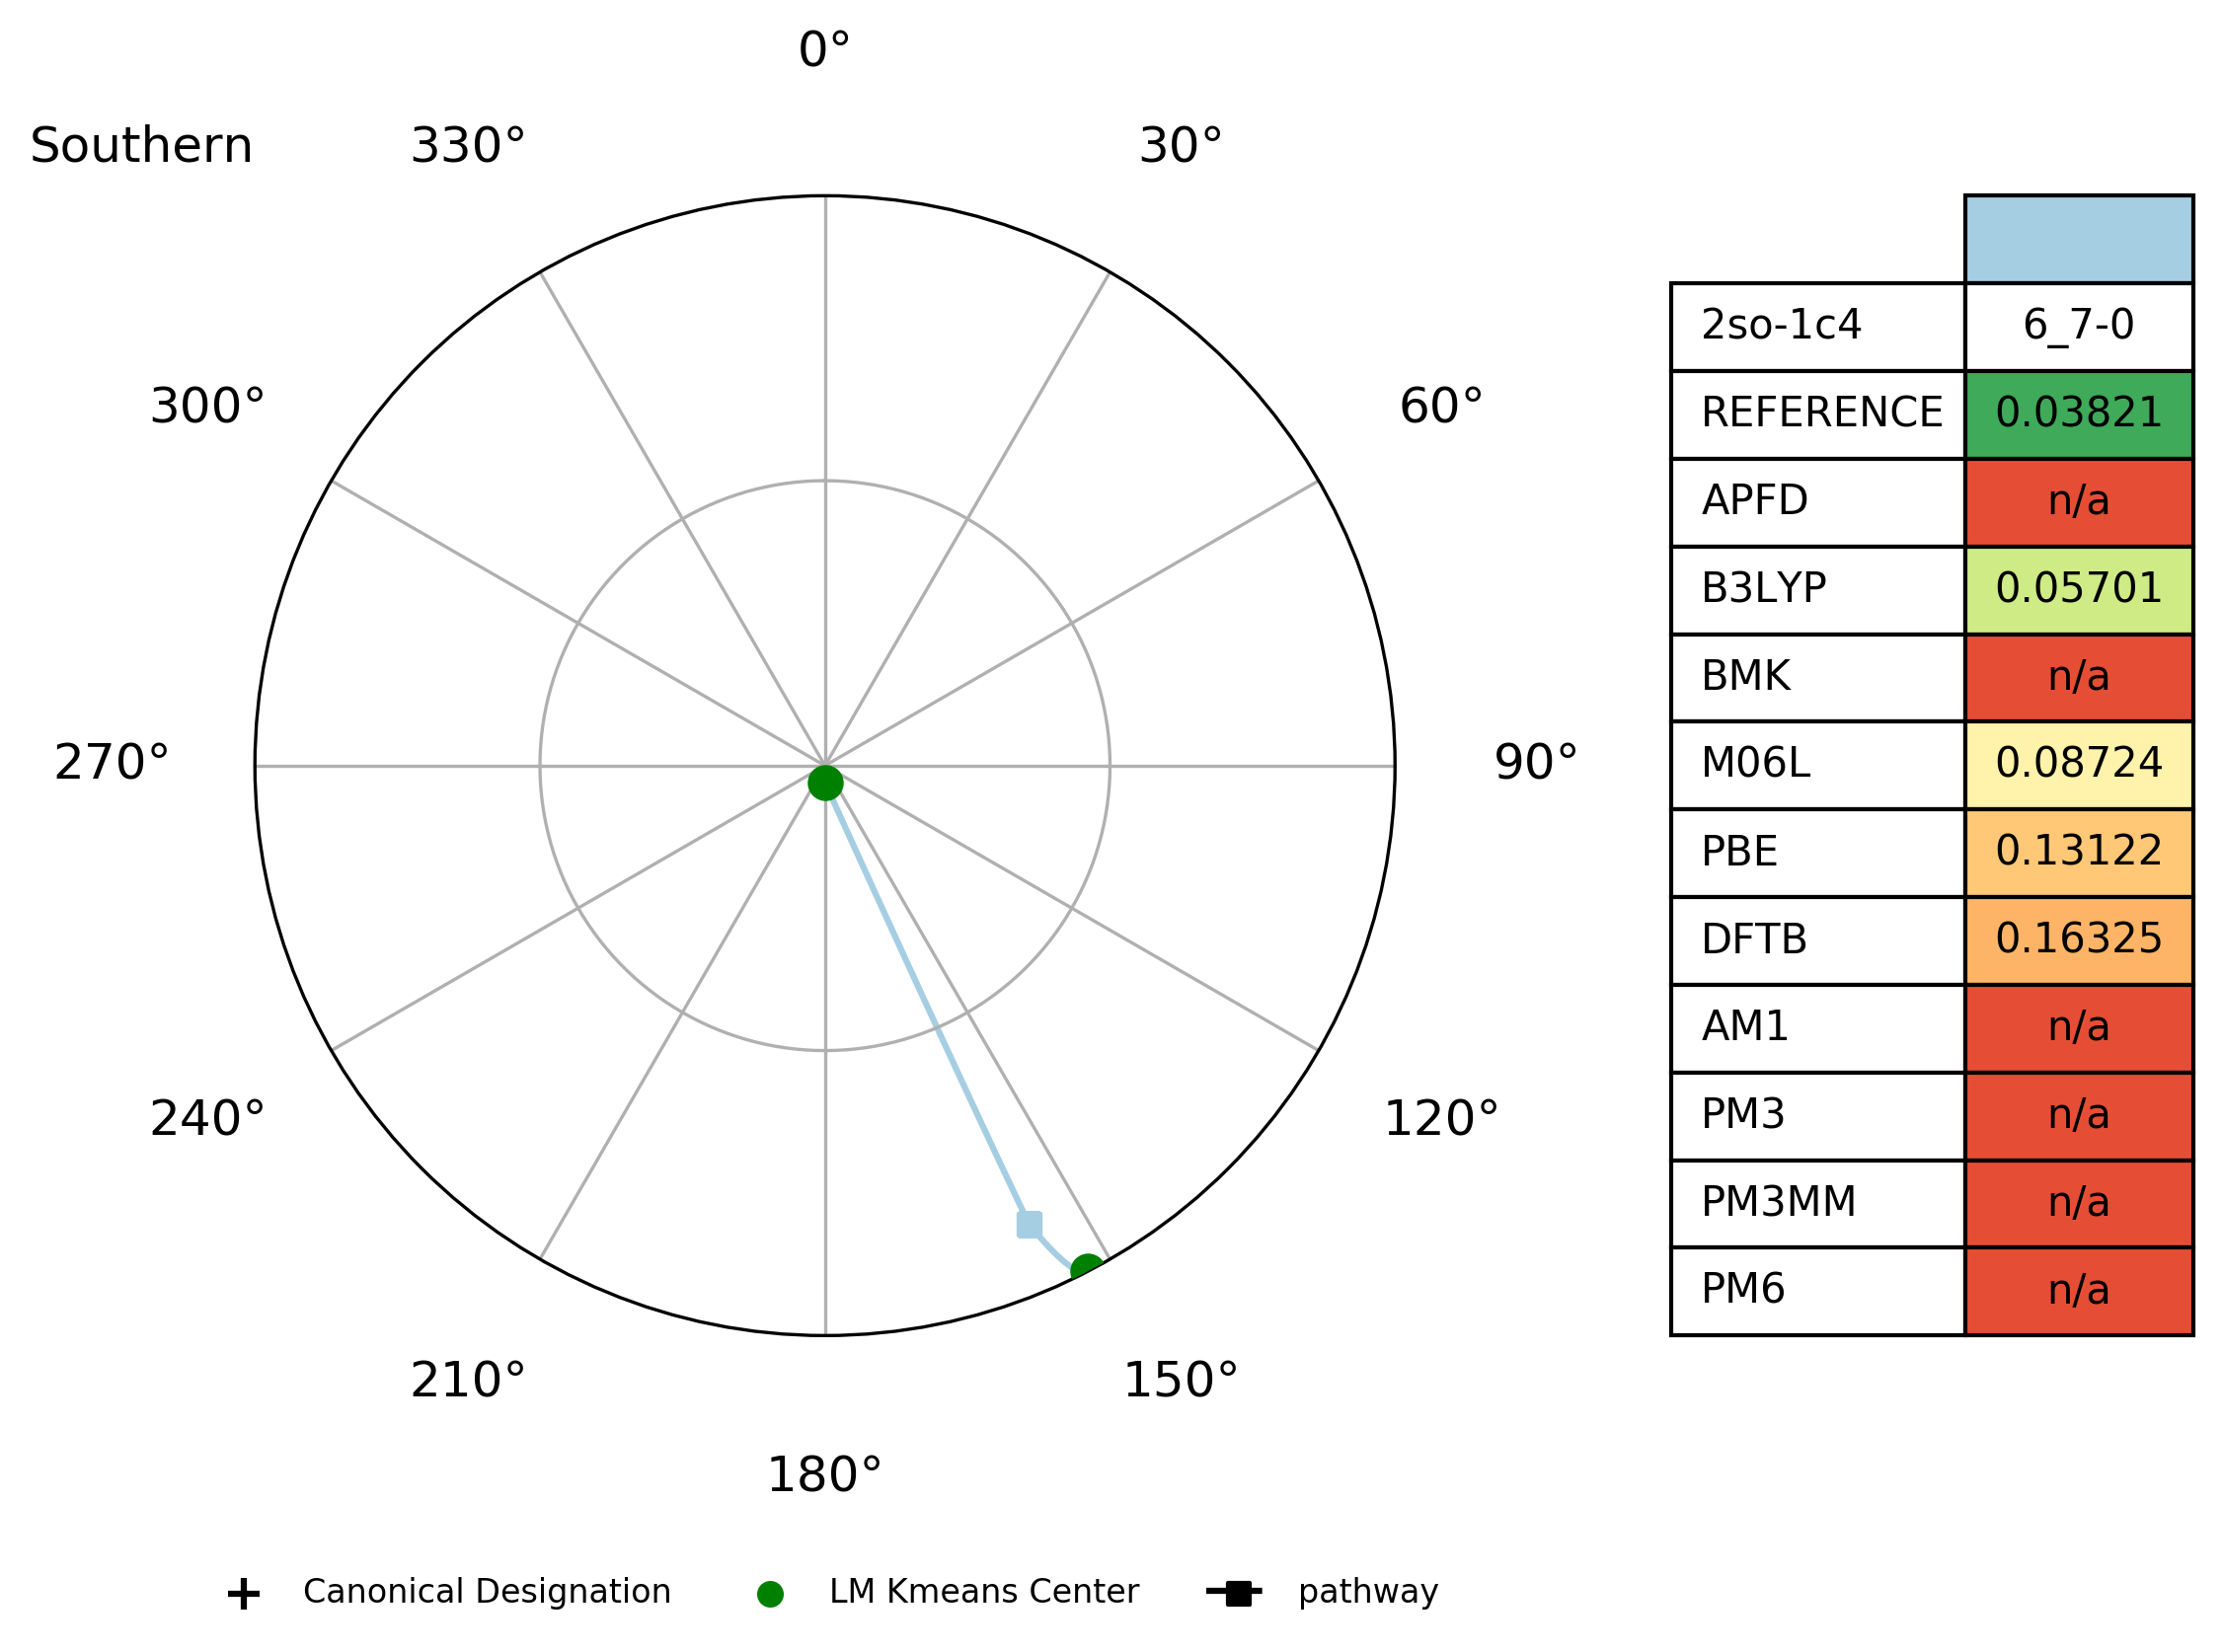 0°
Southern
330°
30°
300°
60°
270°
90°
240°
120°
210°
150°
180°
2so-1c4 6_7-0
REFERENCE 0.03821
APFD n/a
B3LYP 0.05701
BMK n/a
M06L 0.08724
PBE 0.13122
DFTB 0.16325
AM1 n/a
PM3 n/a
PM3MM n/a
PM6 n/a
Canonical Designation
LM Kmeans Center
pathway